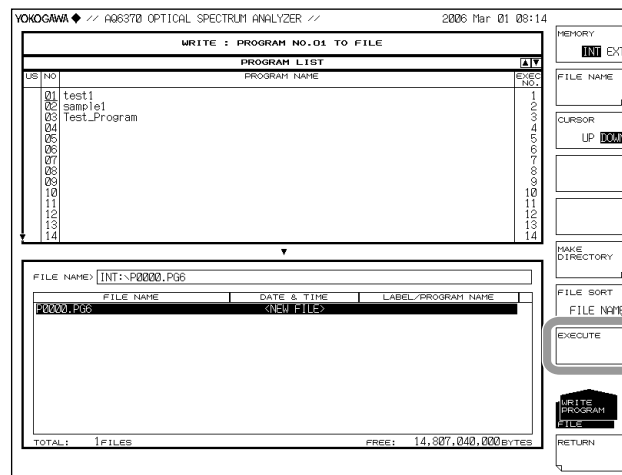 YOKOGAWA ◆ // AQ6370 OPTICAL SPECTRUM ANALYZER // 2006 Mar 01 08:14
WRITE : PROGRAM NO.01 TO FILE
PROGRAM LIST
US NO PROGRAM NAME EXEC NO.
01 test1 1
02 sample1 2
03 Test_Program 3
04 4
05 5
06 6
07 7
08 8
09 9
10 10
11 11
12 12
13 13
14 14
FILE NAME> INT:\P0000.PG6
FILE NAME DATE & TIME LABEL/PROGRAM NAME
P0000.PG6 <NEW FILE>
TOTAL: 1FILES FREE: 14,807,040,000BYTES
MEMORY
INT EXT
FILE NAME
CURSOR
UP DOWN
MAKE
DIRECTORY
FILE SORT
FILE NAME
EXECUTE
WRITE
PROGRAM
FILE
RETURN